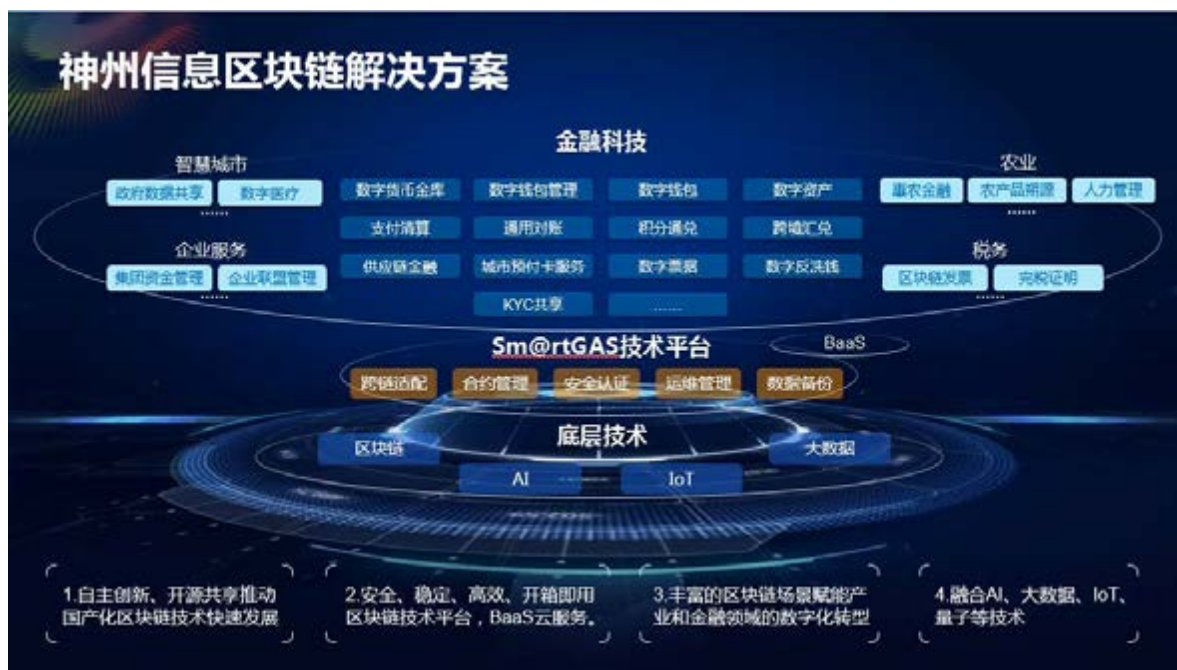 神州信息区块链解决方案
金融科技
智慧城市
农业
政府数据共享 数字医疗
数字货币金库 数字钱包管理 数字钱包 数字资产
惠农金融 农产品溯源 人力管理
......
......
支付清算 通用对账 积分通兑 跨境汇兑
企业服务
税务
供应链金融 城市预付卡服务 数字票据 数字反洗钱
集团资金管理 企业联盟管理
区块链发票 完税证明
......
......
KYC共享 ......
Sm@rtGAS技术平台
BaaS
跨链适配 合约管理 安全认证 运维管理 数据备份
底层技术
区块链 大数据
AI IoT
1.自主创新、开源共享推动
国产化区块链技术快速发展
2.安全、稳定、高效、开箱即用
区块链技术平台，BaaS云服务。
3.丰富的区块链场景赋能产
业和金融领域的数字化转型
4.融合AI、大数据、IoT、
量子等技术